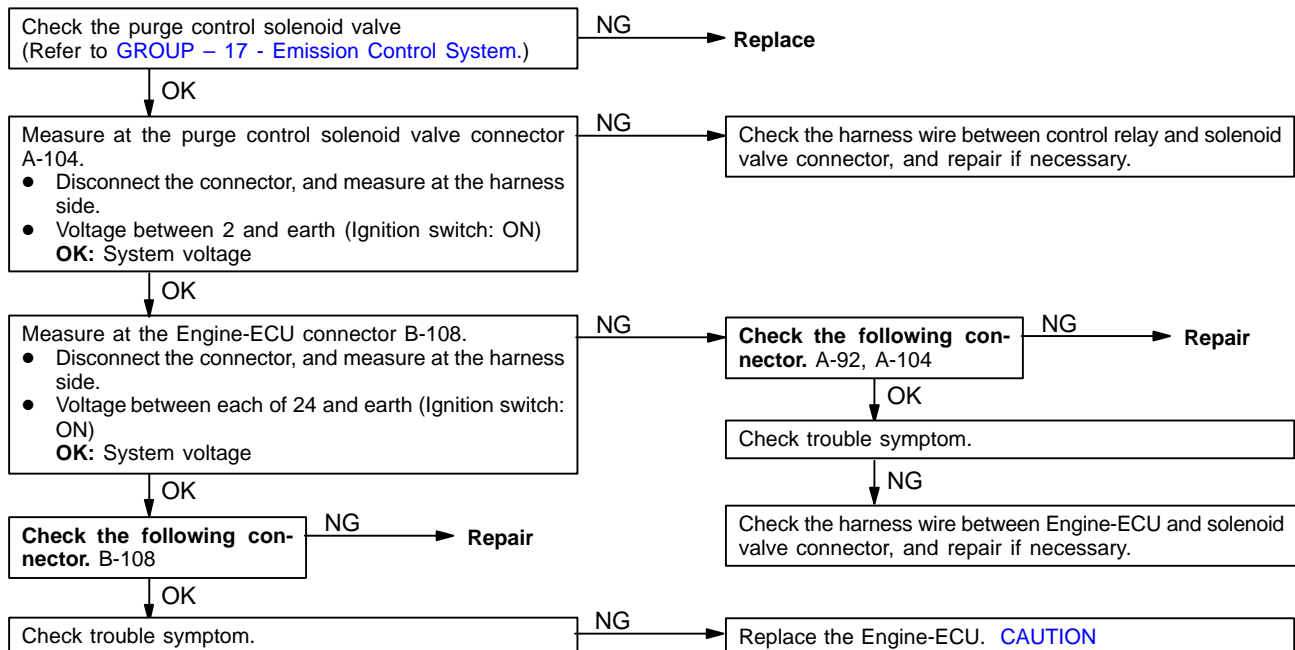 Check the purge control solenoid valve
(Refer to GROUP – 17 - Emission Control System.)
NG
Replace
OK
Measure at the purge control solenoid valve connector
A-104.
● Disconnect the connector, and measure at the harness
side.
● Voltage between 2 and earth (Ignition switch: ON)
OK: System voltage
NG
Check the harness wire between control relay and solenoid
valve connector, and repair if necessary.
OK
Measure at the Engine-ECU connector B-108.
● Disconnect the connector, and measure at the harness
side.
● Voltage between each of 24 and earth (Ignition switch:
ON)
OK: System voltage
NG
Check the following con-
nector. A-92, A-104
NG
Repair
OK
Check trouble symptom.
NG
Check the harness wire between Engine-ECU and solenoid
valve connector, and repair if necessary.
OK
Check the following con-
nector. B-108
NG
Repair
OK
Check trouble symptom.
NG
Replace the Engine-ECU. CAUTION